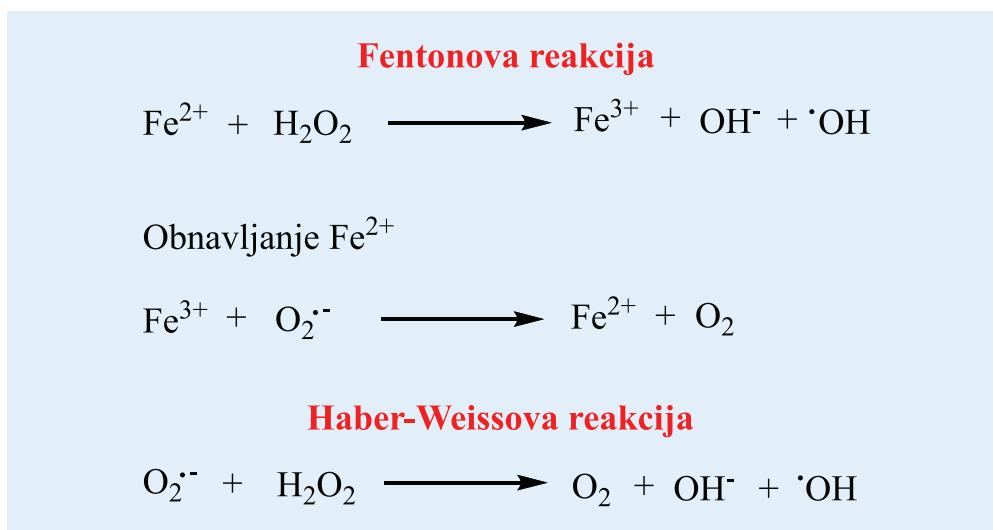 Fentonova reakcija
Fe²⁺ + H₂O₂ ⟶ Fe³⁺ + OH⁻ + ˙OH
Obnavljanje Fe²⁺
Fe³⁺ + O₂˙⁻ ⟶ Fe²⁺ + O₂
Haber-Weissova reakcija
O₂˙⁻ + H₂O₂ ⟶ O₂ + OH⁻ + ˙OH